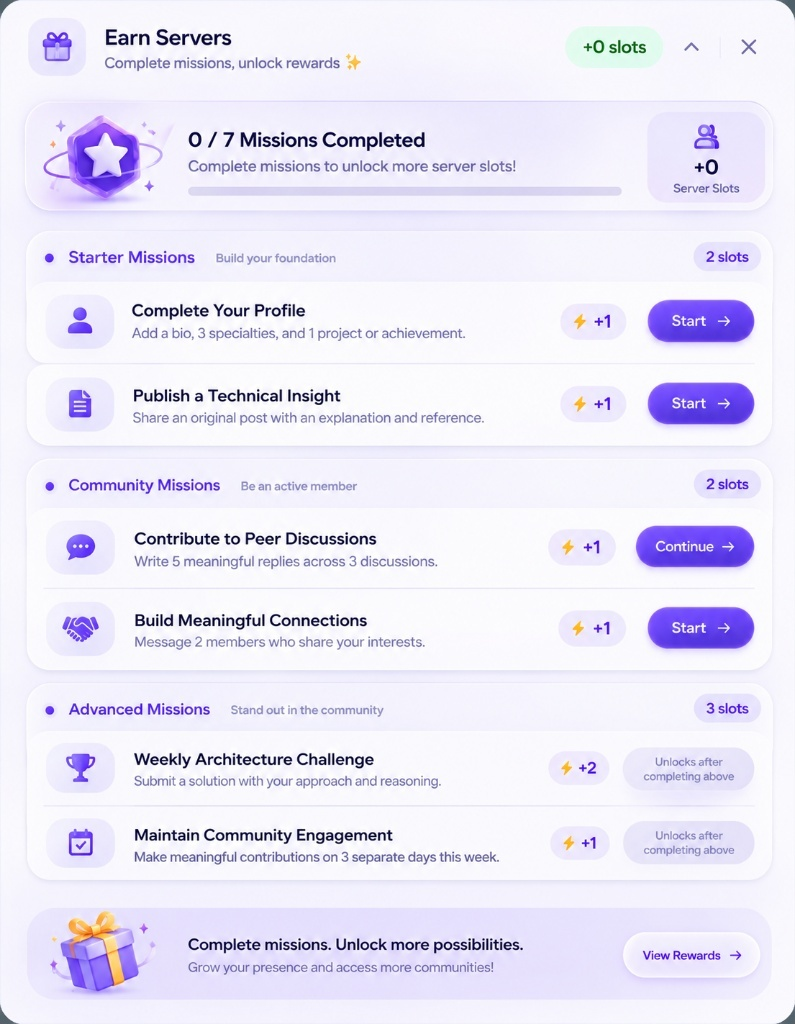 Earn Servers
Complete missions, unlock rewards ✨
+0 slots
0 / 7 Missions Completed
Complete missions to unlock more server slots!
+0
Server Slots
Starter Missions Build your foundation 2 slots
Complete Your Profile
Add a bio, 3 specialties, and 1 project or achievement.
+1
Start →
Publish a Technical Insight
Share an original post with an explanation and reference.
+1
Start →
Community Missions Be an active member 2 slots
Contribute to Peer Discussions
Write 5 meaningful replies across 3 discussions.
+1
Continue →
Build Meaningful Connections
Message 2 members who share your interests.
+1
Start →
Advanced Missions Stand out in the community 3 slots
Weekly Architecture Challenge
Submit a solution with your approach and reasoning.
+2
Unlocks after
completing above
Maintain Community Engagement
Make meaningful contributions on 3 separate days this week.
+1
Unlocks after
completing above
Complete missions. Unlock more possibilities.
Grow your presence and access more communities!
View Rewards →